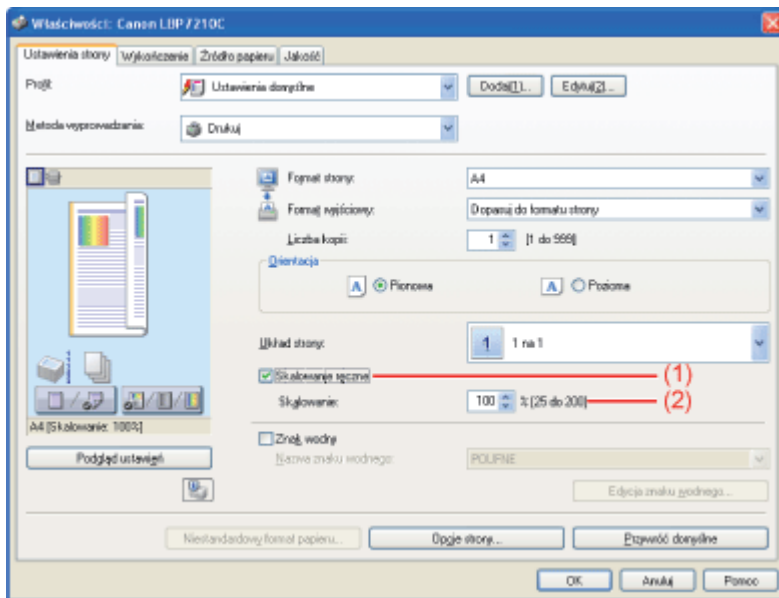 Właściwości: Canon LBP7210C
Ustawienia strony Wykończenie Źródło papieru Jakość
Profil: Ustawienia domyślne Dodaj(1)... Edytuj(2)...
Metoda wyprowadzania: Drukuj
Format strony: A4
Format wyjściowy: Dopasuj do formatu strony
Liczba kopii: 1 [1 do 999]
Orientacja
A Pionowa A Pozioma
Układ strony: 1 1 na 1
Skalowanie ręczne (1)
Skalowanie: 100 % [25 do 200] (2)
A4 [Skalowanie: 100%]
Znak wodny
Podgląd ustawień Nazwa znaku wodnego: POUFNE
Edycja znaku wodnego...
Niestandardowy format papieru... Opcje strony... Przywróć domyślne
OK Anuluj Pomoc